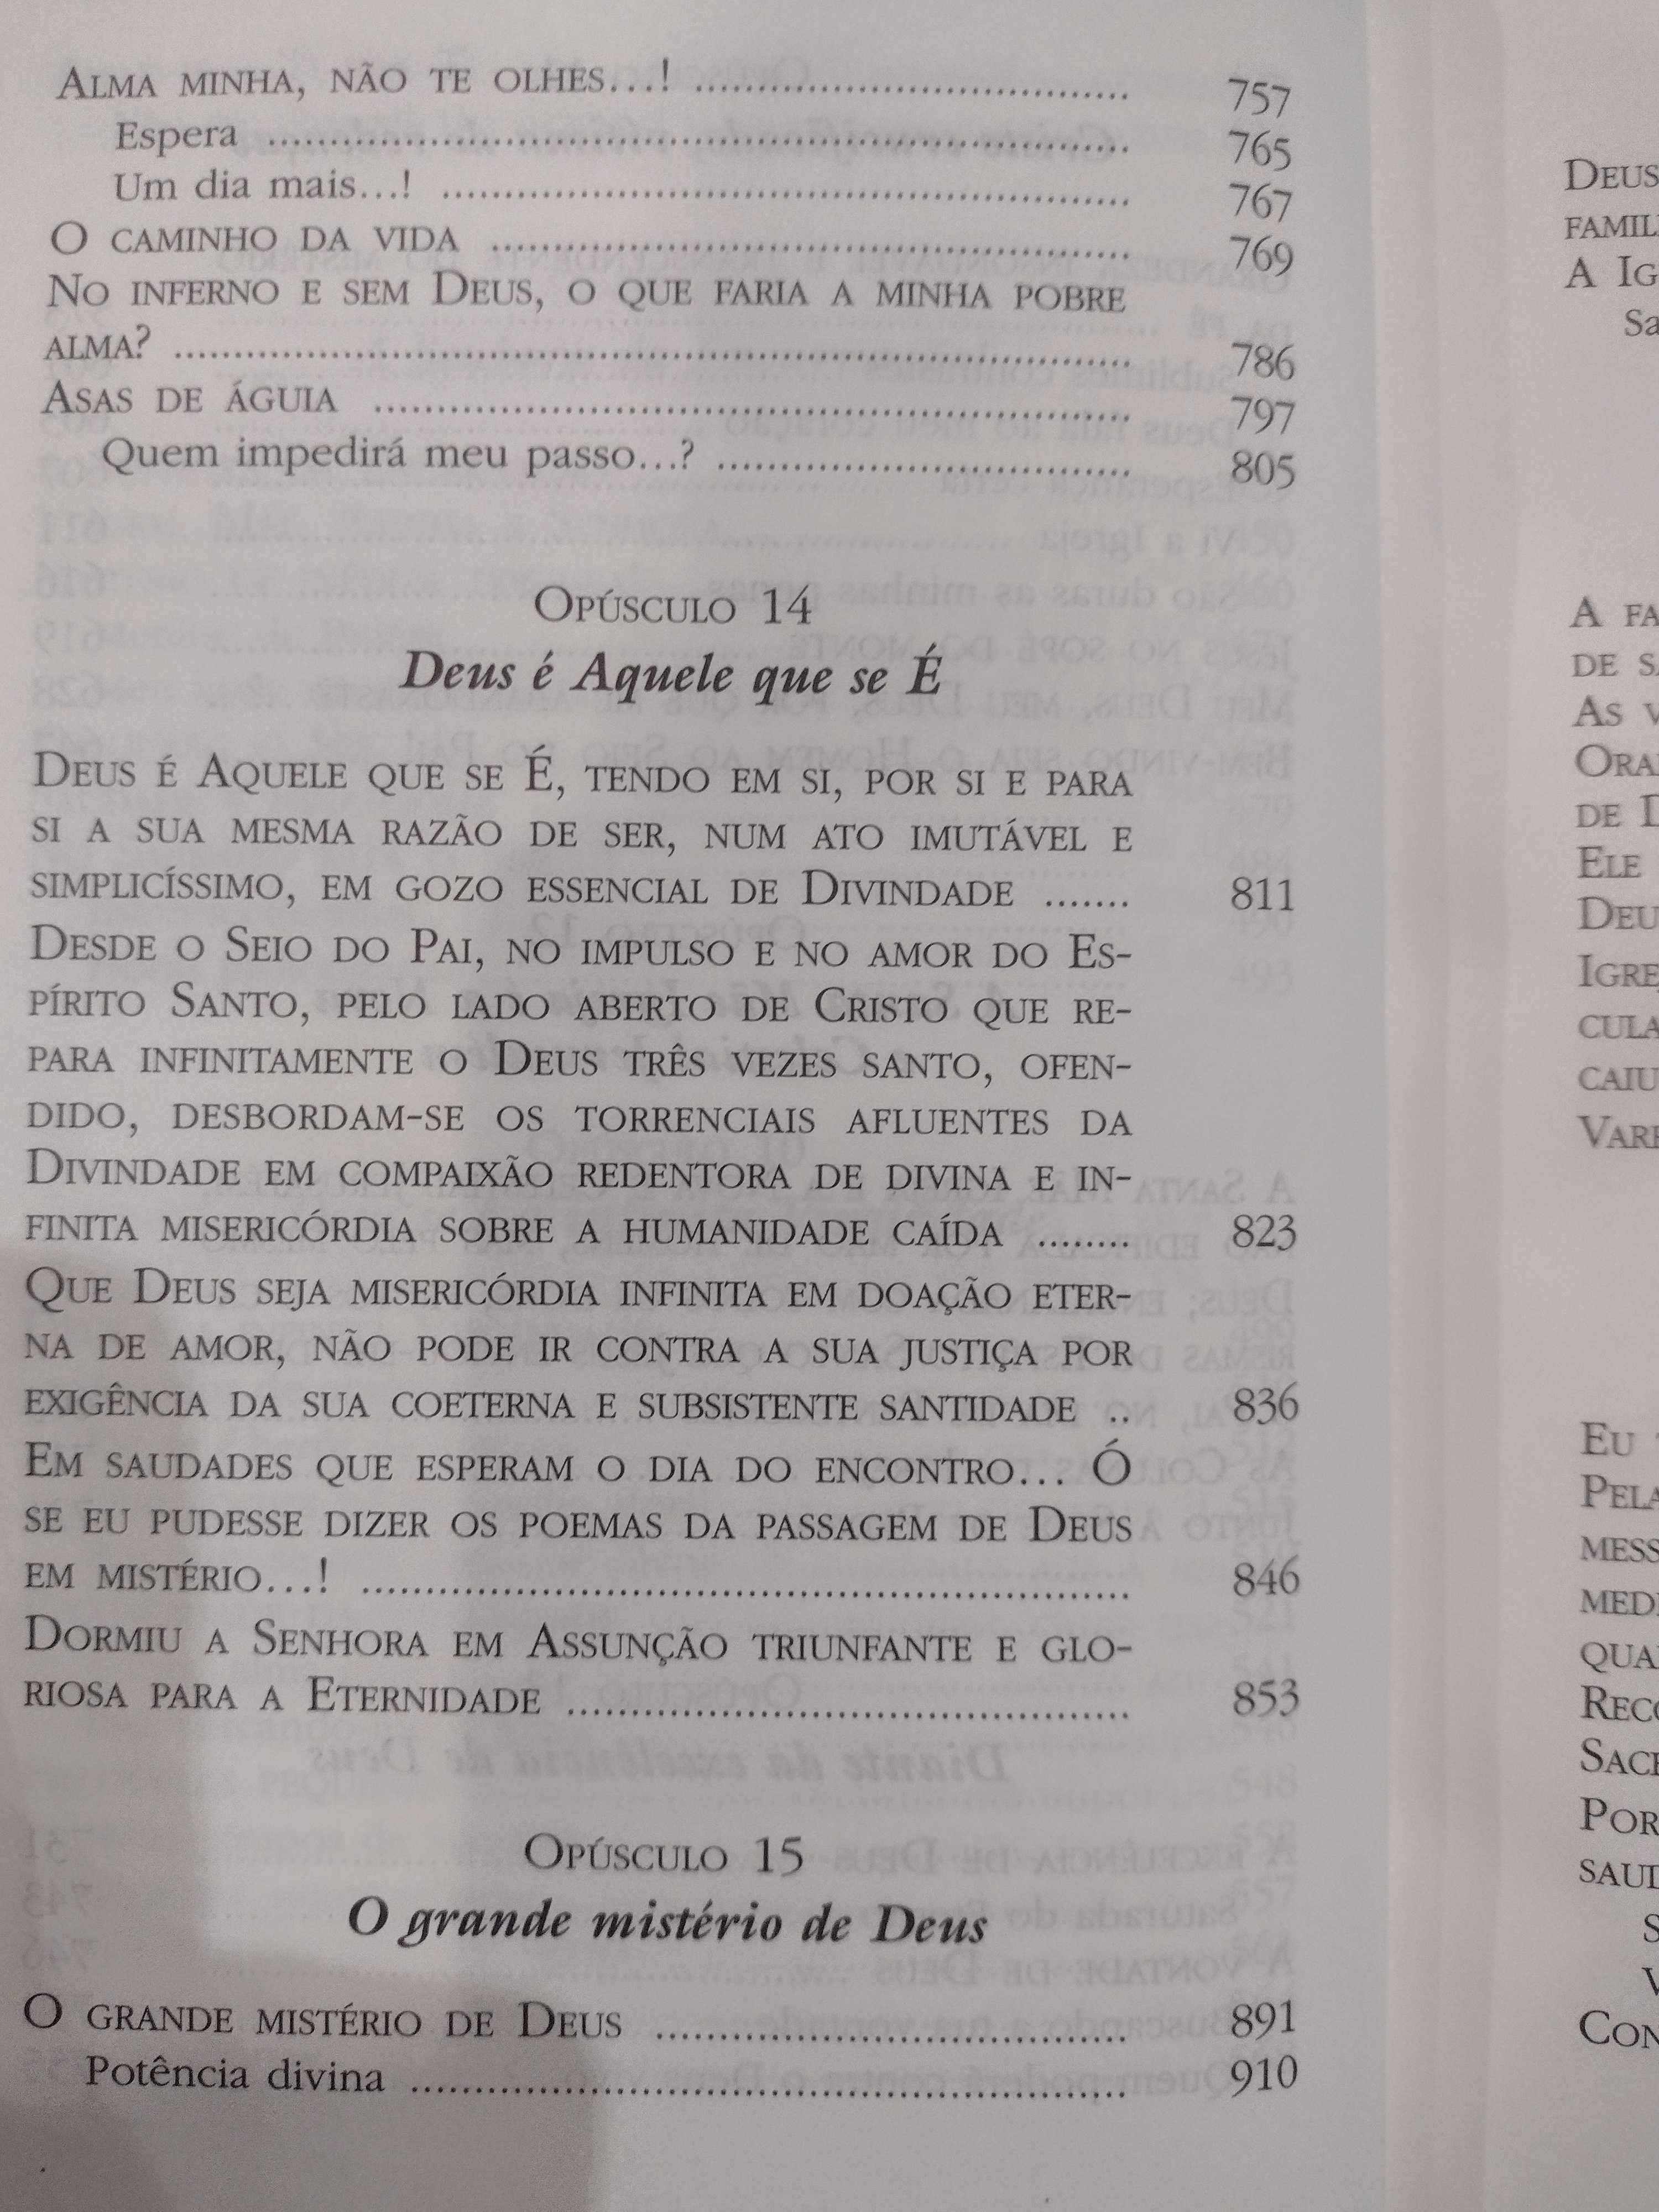 Alma minha, não te olhes...! .................................. 757
Espera .................................................................... 765
Um dia mais...! ...................................................... 767
O caminho da vida .................................................. 769
No inferno e sem Deus, o que faria a minha pobre
alma? ........................................................................... 786
Asas de águia ............................................................ 797
Quem impedirá meu passo...? ................................. 805
Opúsculo 14
Deus é Aquele que se É
Deus é Aquele que se É, tendo em si, por si e para
si a sua mesma razão de ser, num ato imutável e
simplicíssimo, em gozo essencial de Divindade ....... 811
Desde o Seio do Pai, no impulso e no amor do Es-
pírito Santo, pelo lado aberto de Cristo que re-
para infinitamente o Deus três vezes santo, ofen-
dido, desbordam-se os torrenciais afluentes da
Divindade em compaixão redentora de divina e in-
finita misericórdia sobre a humanidade caída ........ 823
Que Deus seja misericórdia infinita em doação eter-
na de amor, não pode ir contra a sua justiça por
exigência da sua coeterna e subsistente santidade .. 836
Em saudades que esperam o dia do encontro... Ó
se eu pudesse dizer os poemas da passagem de Deus
em mistério...! ............................................................. 846
Dormiu a Senhora em Assunção triunfante e glo-
riosa para a Eternidade ............................................. 853
Opúsculo 15
O grande mistério de Deus
O grande mistério de Deus ..................................... 891
Potência divina ......................................................... 910
Deus
A
Sa
A
de
As
de
Ele
Eu